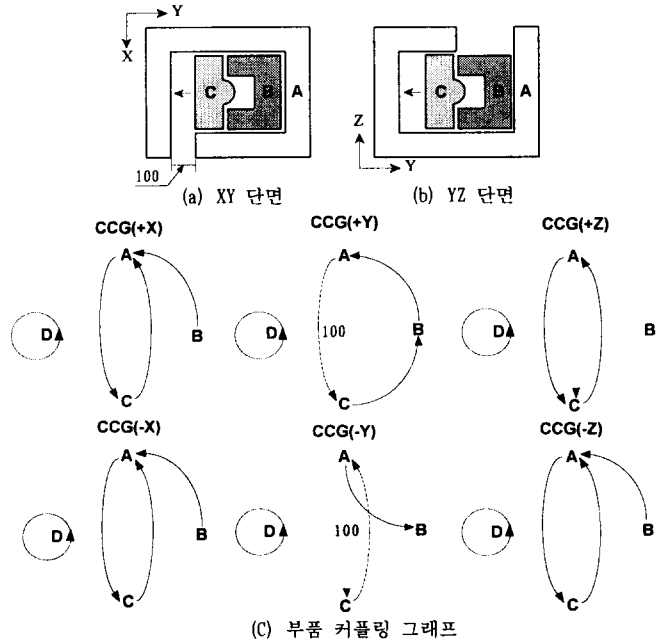 Y
X
C
B
A
100
(a) XY 단면
C
B
A
Z
Y
(b) YZ 단면
CCG(+X)
A
D
B
C
CCG(+Y)
A
D
100
B
C
CCG(+Z)
A
D
B
C
CCG(-X)
A
D
B
C
CCG(-Y)
A
D
100
B
C
CCG(-Z)
A
D
B
C
(C) 부품 커플링 그래프